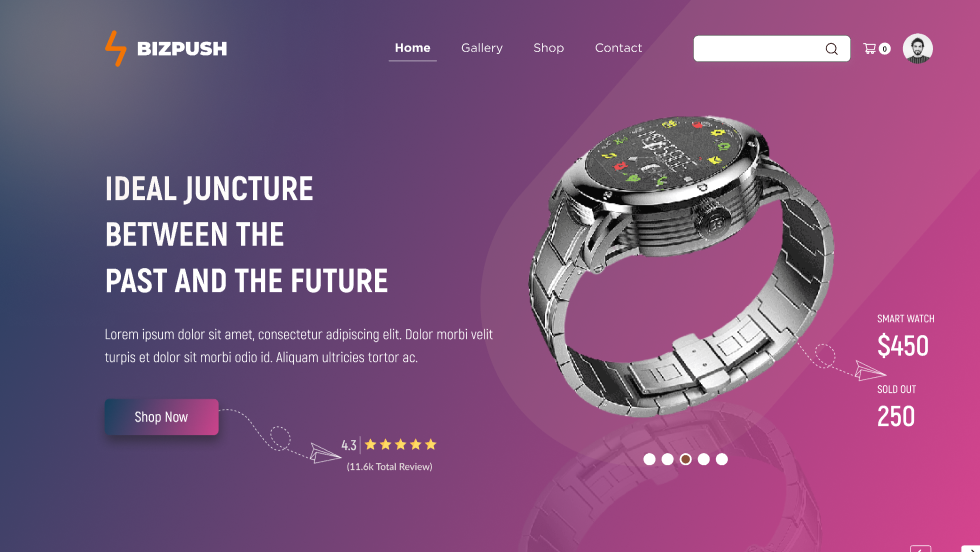 BIZPUSH
Home
Gallery
Shop
Contact
0
IDEAL JUNCTURE
BETWEEN THE
PAST AND THE FUTURE
Lorem ipsum dolor sit amet, consectetur adipiscing elit. Dolor morbi velit
turpis et dolor sit morbi odio id. Aliquam ultricies tortor ac.
Shop Now
4.3
(11.6k Total Review)
SMART WATCH
$450
SOLD OUT
250